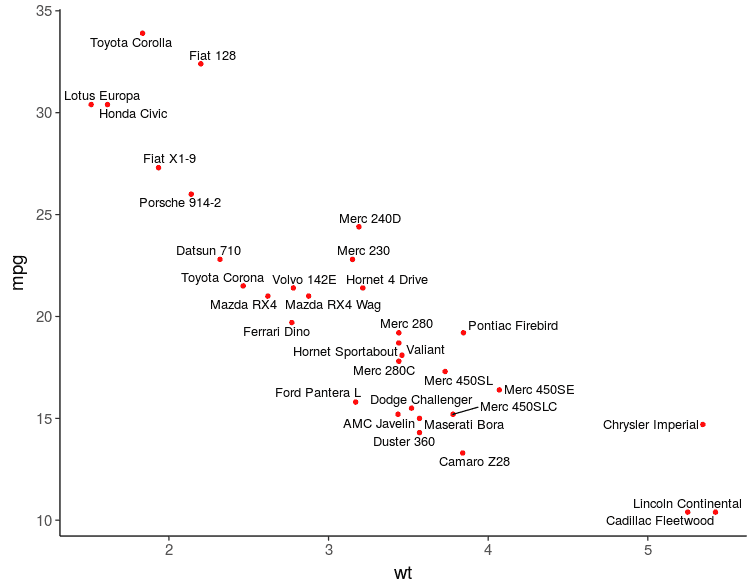 35
Toyota Corolla
Fiat 128
Lotus Europa
Honda Civic
30
Fiat X1-9
Porsche 914-2
25
Merc 240D
Datsun 710
Merc 230
mpg
Toyota Corona
Volvo 142E
Hornet 4 Drive
Mazda RX4
Mazda RX4 Wag
20
Ferrari Dino
Merc 280
Pontiac Firebird
Hornet Sportabout
Valiant
Merc 280C
Merc 450SL
Merc 450SE
Ford Pantera L
Dodge Challenger
Merc 450SLC
15
AMC Javelin
Maserati Bora
Chrysler Imperial
Duster 360
Camaro Z28
Lincoln Continental
Cadillac Fleetwood
10
2
3
4
5
wt